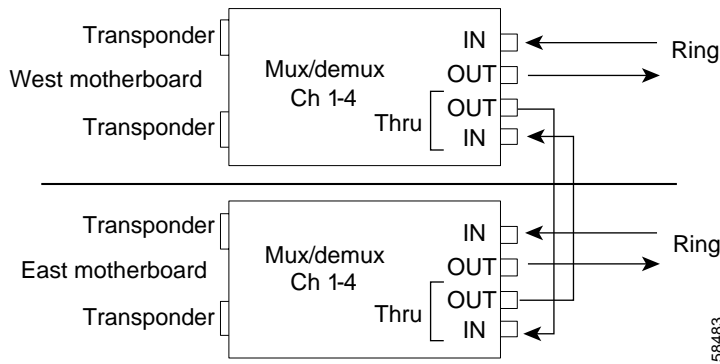 Transponder
West motherboard
Transponder
Mux/demux
Ch 1-4
Thru
IN
OUT
OUT
IN
Ring
Transponder
East motherboard
Transponder
Mux/demux
Ch 1-4
Thru
IN
OUT
OUT
IN
Ring
58483